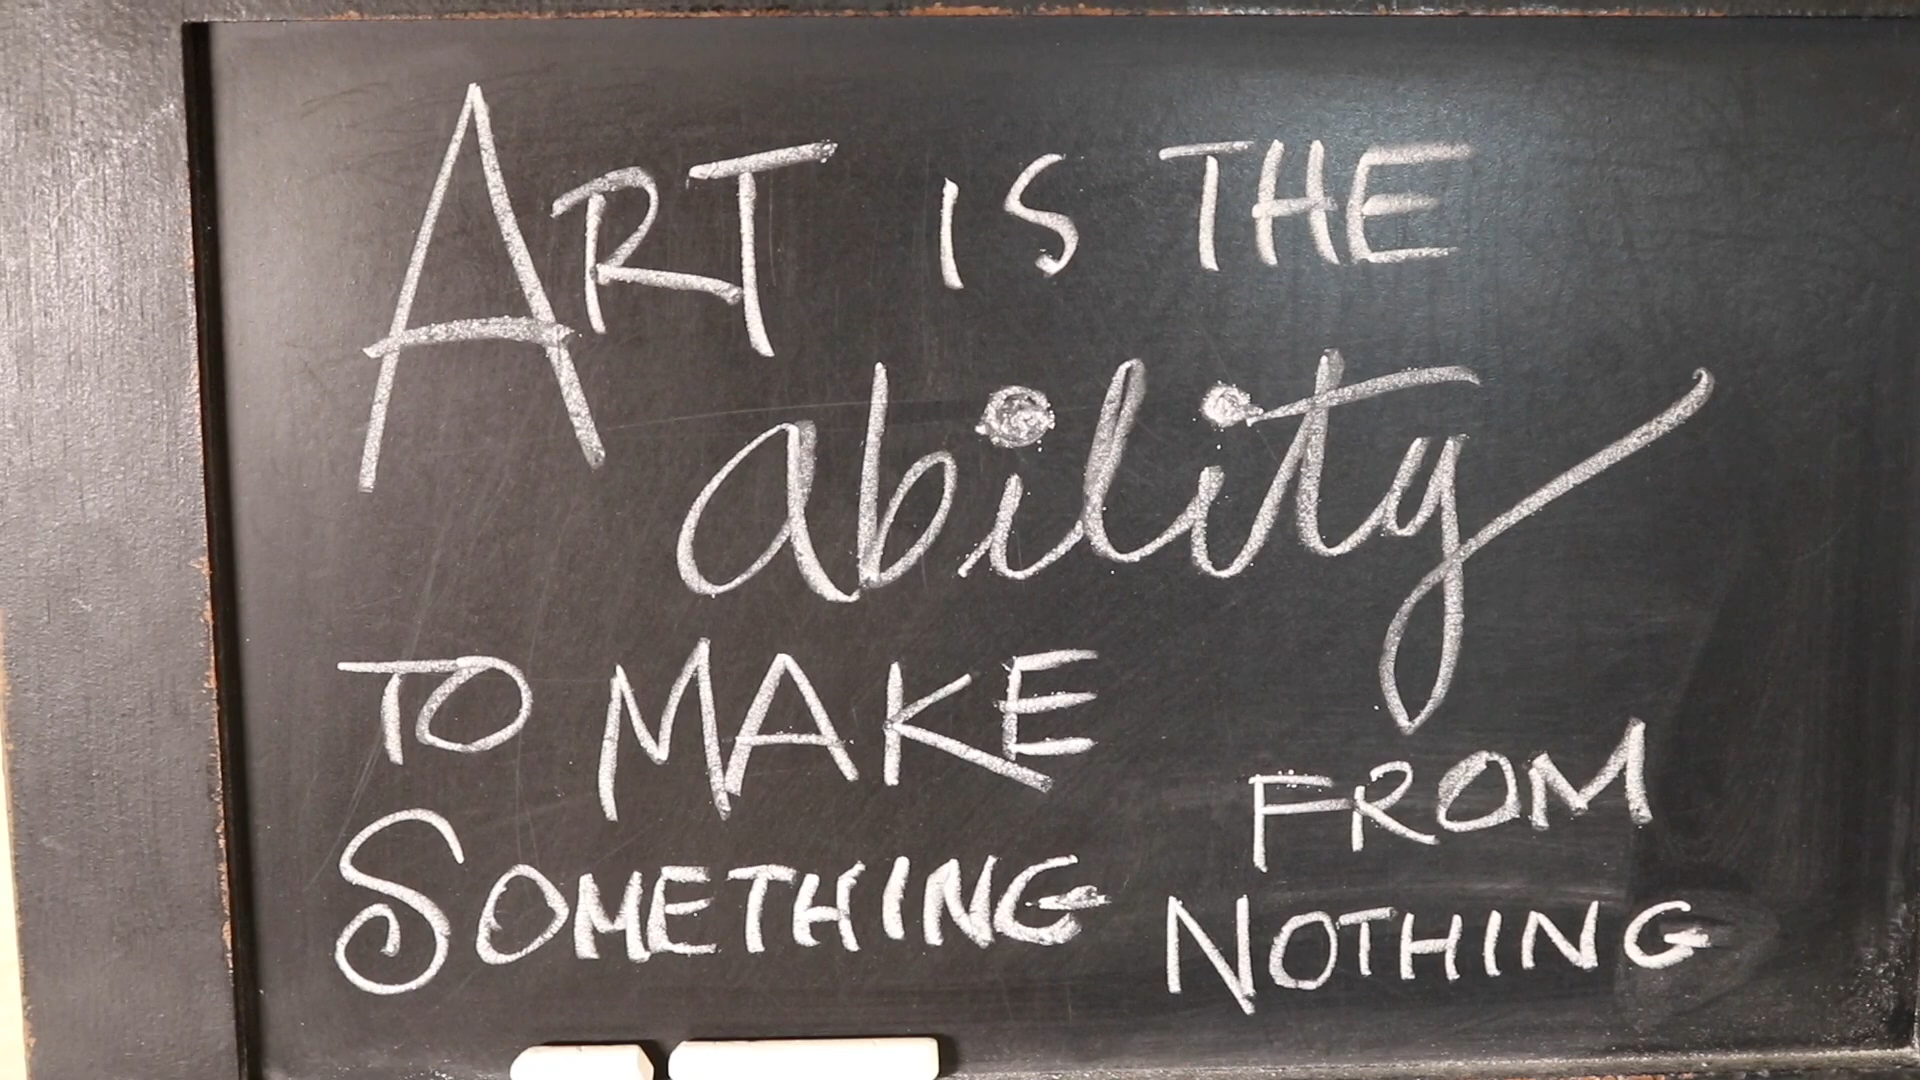 ART IS THE
ability
TO MAKE
SOMETHING FROM
NOTHING